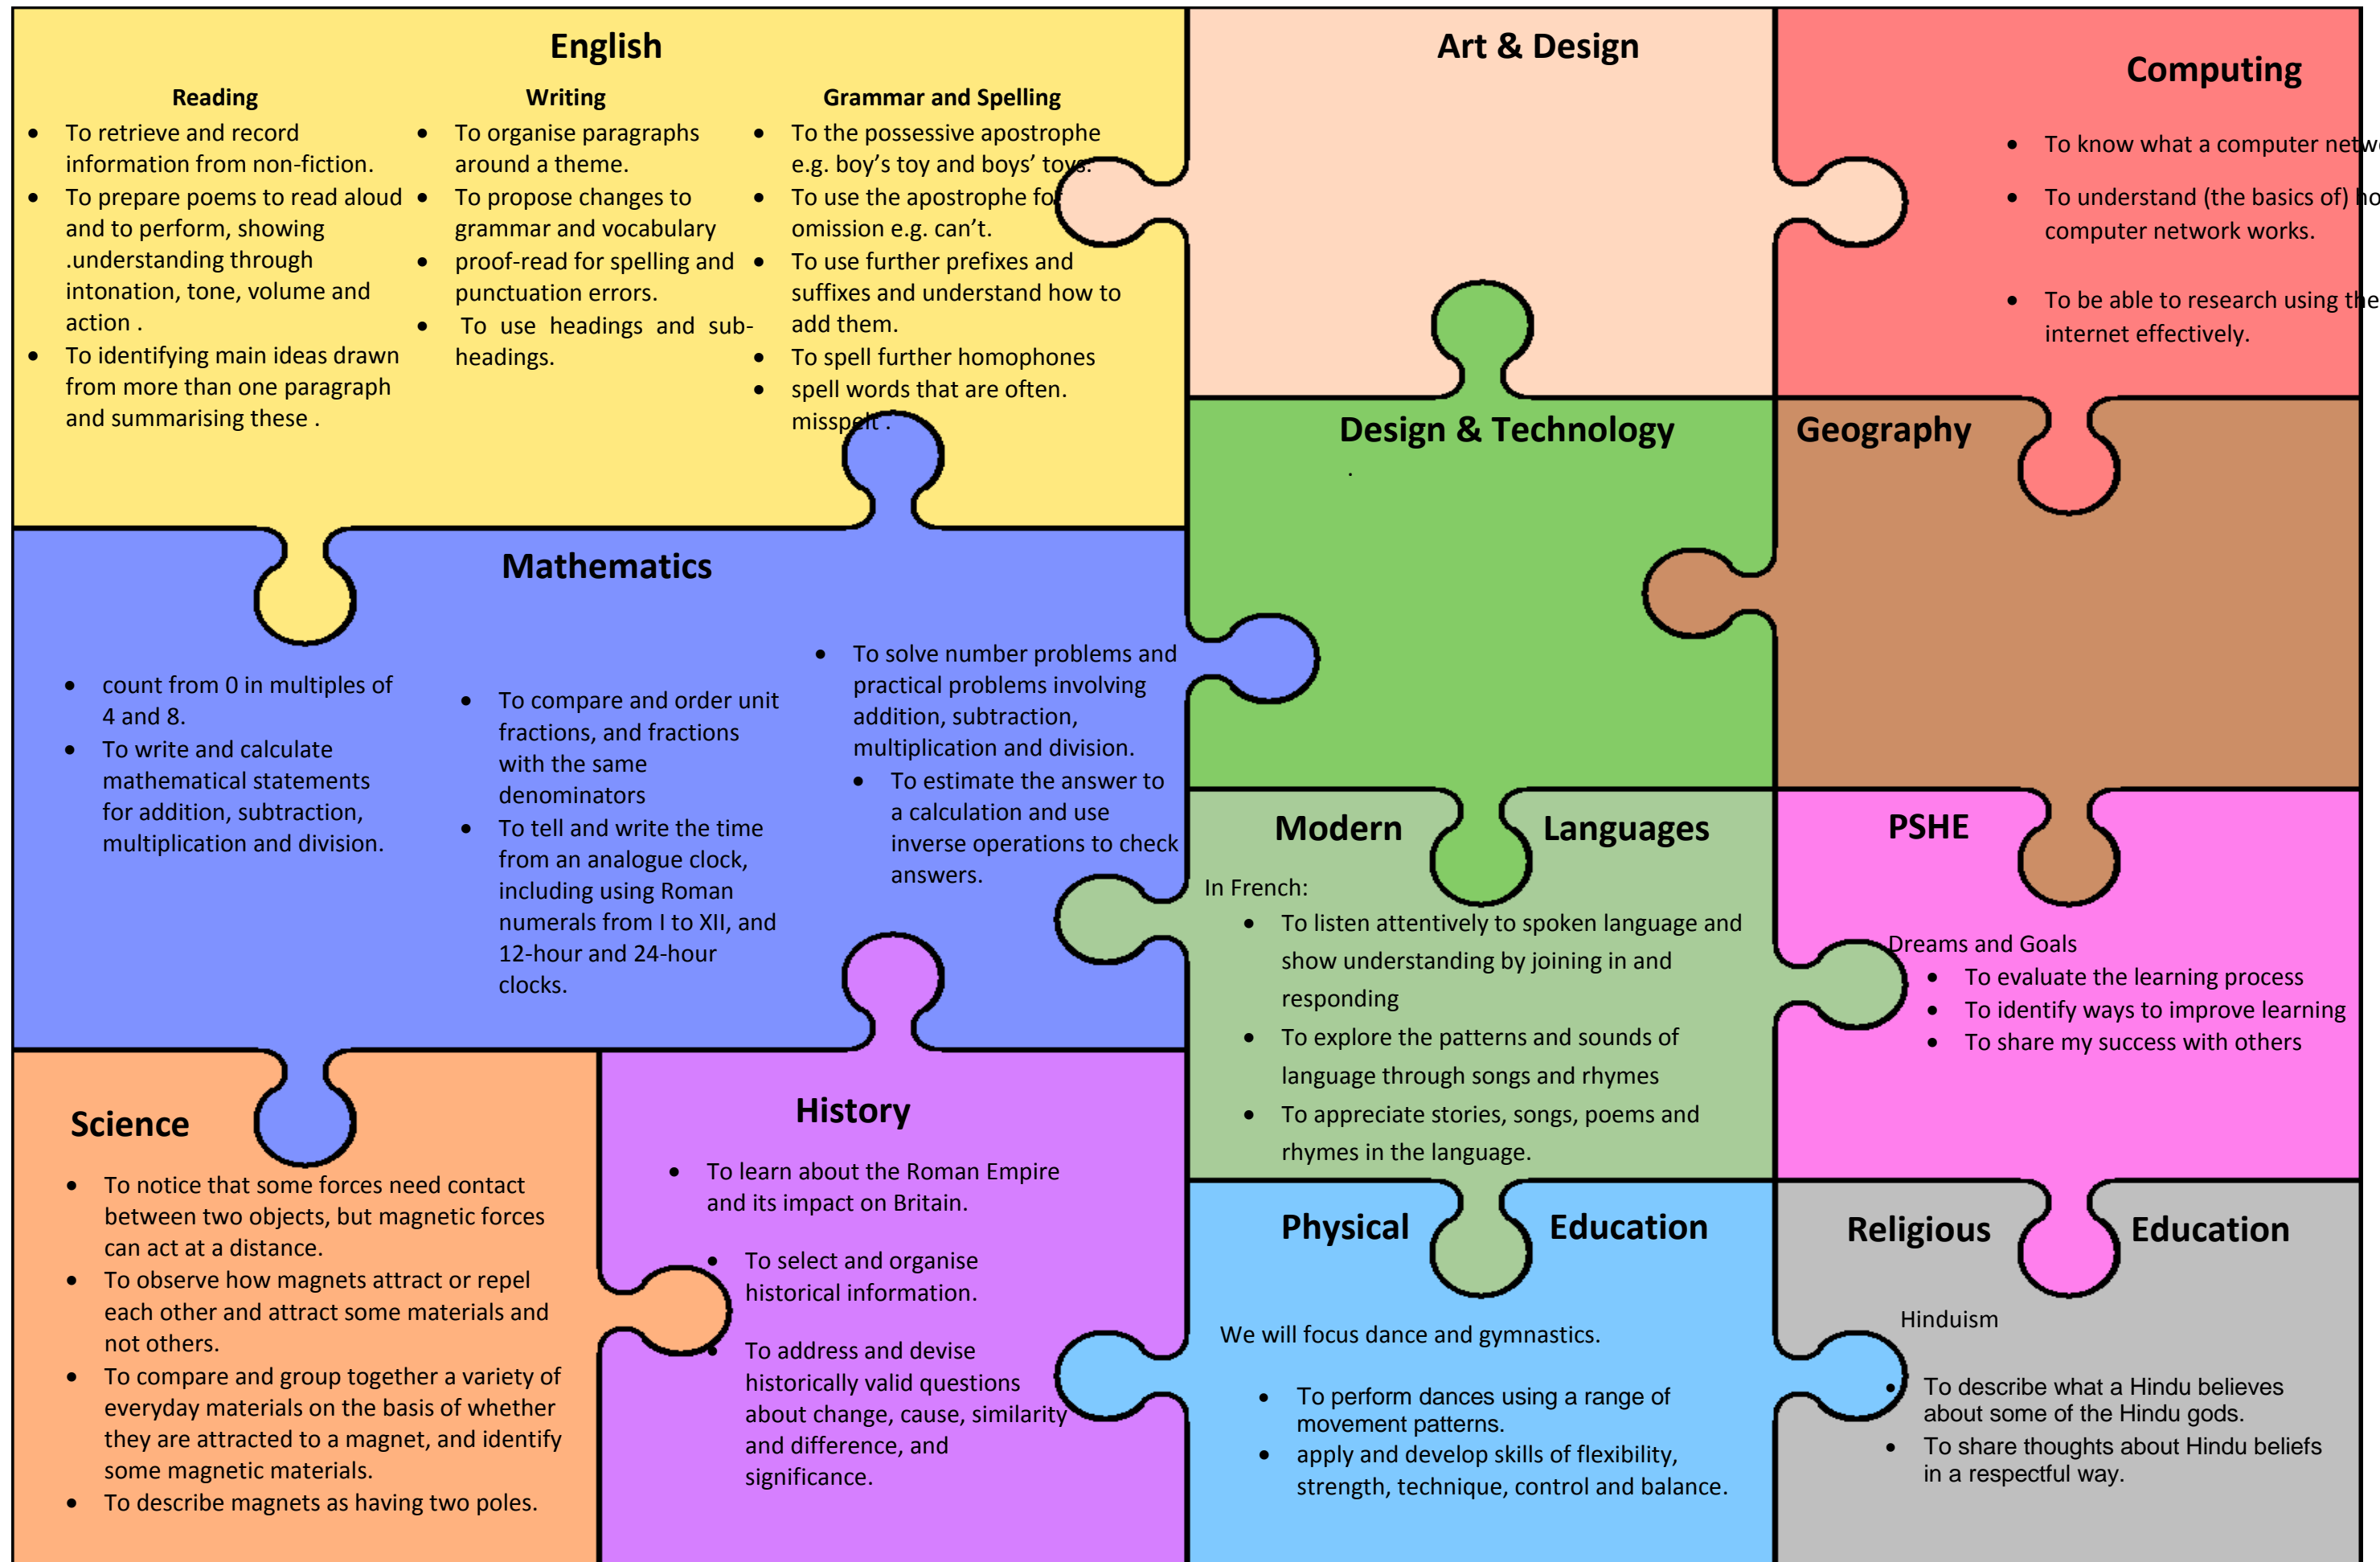 English
Reading
To retrieve and record
information from non-fiction.
To prepare poems to read aloud
and to perform, showing
.understanding through
intonation, tone, volume and
action .
To identifying main ideas drawn
from more than one paragraph
and summarising these .
Writing
To organise paragraphs
around a theme.
To propose changes to
grammar and vocabulary
proof-read for spelling and
punctuation errors.
To use headings and sub-
headings.
Grammar and Spelling
To the possessive apostrophe
e.g. boy’s toy and boys’ toys.
To use the apostrophe fo
omission e.g. can’t.
To use further prefixes and
suffixes and understand how to
add them.
To spell further homophones
spell words that are often.
misspelt .
Art & Design
Computing
To know what a computer netw
To understand (the basics of) ho
computer network works.
To be able to research using the
internet effectively.
Design & Technology
.
Geography
Mathematics
count from 0 in multiples of
4 and 8.
To write and calculate
mathematical statements
for addition, subtraction,
multiplication and division.
To compare and order unit
fractions, and fractions
with the same
denominators
To tell and write the time
from an analogue clock,
including using Roman
numerals from I to XII, and
12-hour and 24-hour
clocks.
To solve number problems and
practical problems involving
addition, subtraction,
multiplication and division.
To estimate the answer to
a calculation and use
inverse operations to check
answers.
Modern Languages
In French:
To listen attentively to spoken language and
show understanding by joining in and
responding
To explore the patterns and sounds of
language through songs and rhymes
To appreciate stories, songs, poems and
rhymes in the language.
PSHE
Dreams and Goals
To evaluate the learning process
To identify ways to improve learning
To share my success with others
Science
To notice that some forces need contact
between two objects, but magnetic forces
can act at a distance.
To observe how magnets attract or repel
each other and attract some materials and
not others.
To compare and group together a variety of
everyday materials on the basis of whether
they are attracted to a magnet, and identify
some magnetic materials.
To describe magnets as having two poles.
History
To learn about the Roman Empire
and its impact on Britain.
To select and organise
historical information.
To address and devise
historically valid questions
about change, cause, similarity
and difference, and
significance.
Physical Education
We will focus dance and gymnastics.
To perform dances using a range of
movement patterns.
apply and develop skills of flexibility,
strength, technique, control and balance.
Religious Education
Hinduism
To describe what a Hindu believes
about some of the Hindu gods.
To share thoughts about Hindu beliefs
in a respectful way.